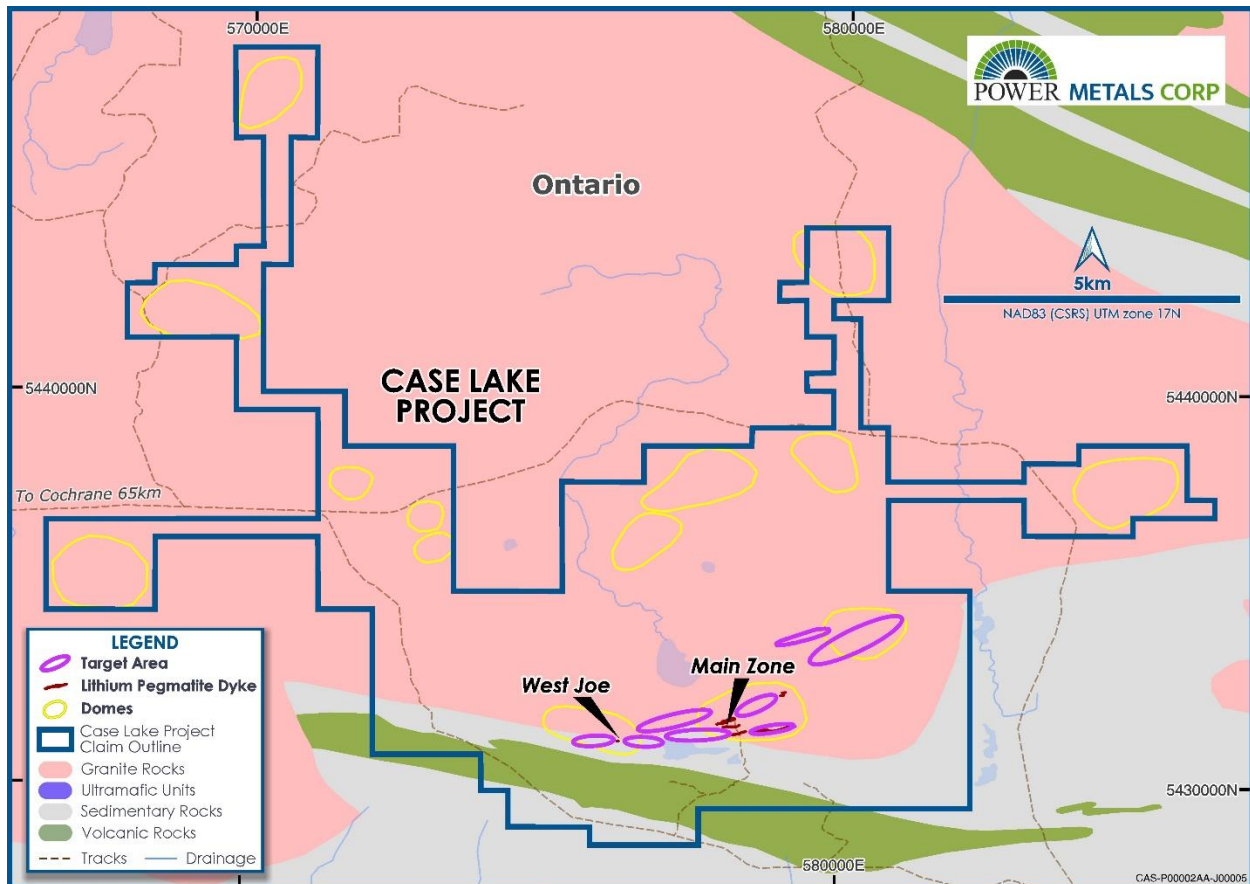 570000E
580000E
POWER METALS CORP
Ontario
5km
NAD83 (CSRS) UTM zone 17N
5440000N
CASE LAKE
PROJECT
5440000N
To Cochrane 65km
LEGEND
Target Area
Lithium Pegmatite Dyke
Domes
Case Lake Project
Claim Outline
Granite Rocks
Ultramafic Units
Sedimentary Rocks
Volcanic Rocks
Tracks
Drainage
West Joe
Main Zone
5430000N
580000E
CAS-P00002AA-J00005